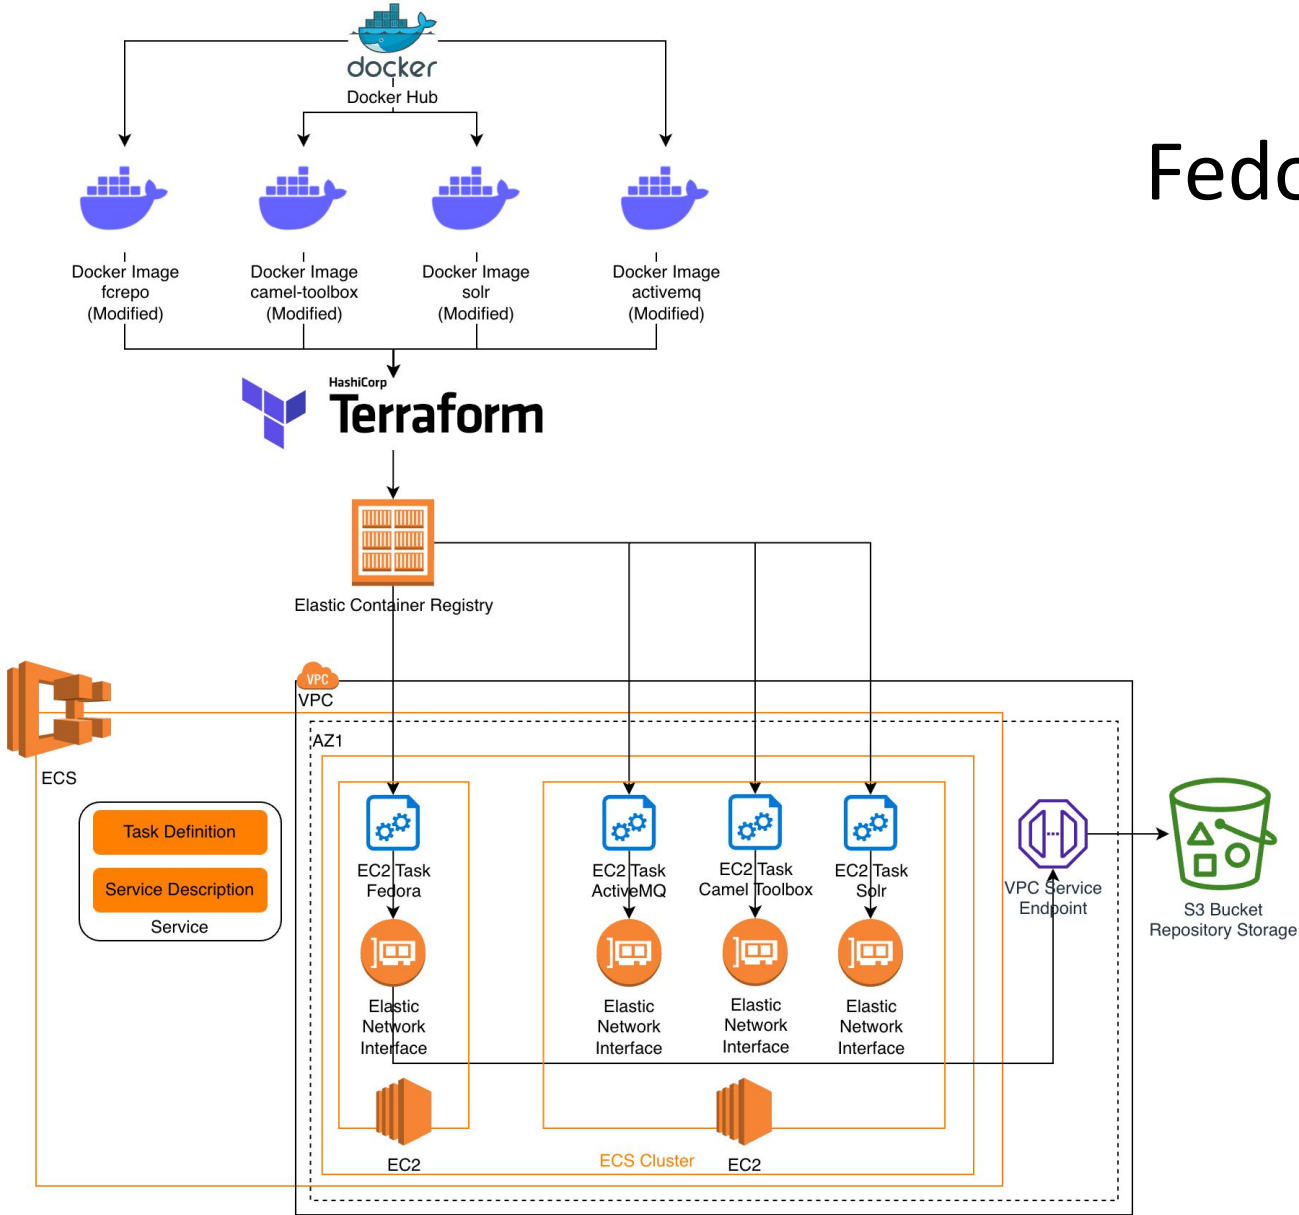 docker
Docker Hub
Fedo
Docker Image
fcrepo
(Modified)
Docker Image
camel-toolbox
(Modified)
Docker Image
solr
(Modified)
Docker Image
activemq
(Modified)
HashiCorp
Terraform
Elastic Container Registry
VPC
VPC
AZ1
ECS
Task Definition
Service Description
Service
EC2 Task
Fedora
EC2 Task
ActiveMQ
EC2 Task
Camel Toolbox
EC2 Task
Solr
VPC Service
Endpoint
S3 Bucket
Repository Storage
Elastic
Network
Interface
Elastic
Network
Interface
Elastic
Network
Interface
Elastic
Network
Interface
EC2
ECS Cluster
EC2